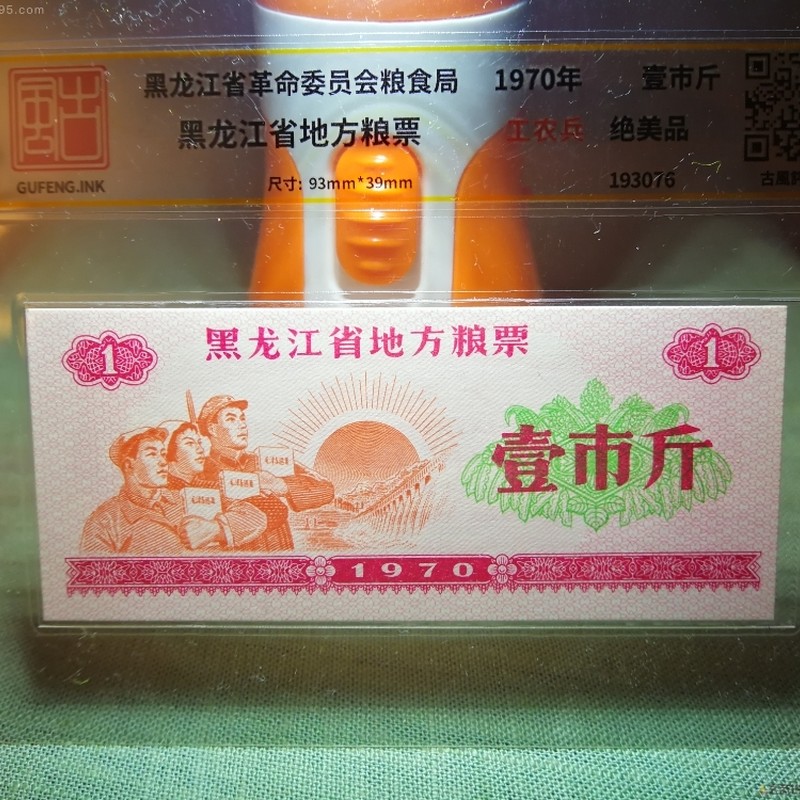 95.com
黑龙江省革命委员会粮食局 1970年 壹市斤
黑龙江省地方粮票 工农兵 绝美品
GUFENG.INK 尺寸: 93mm*39mm 193076
1 黑龙江省地方粮票 1
壹市斤
1970